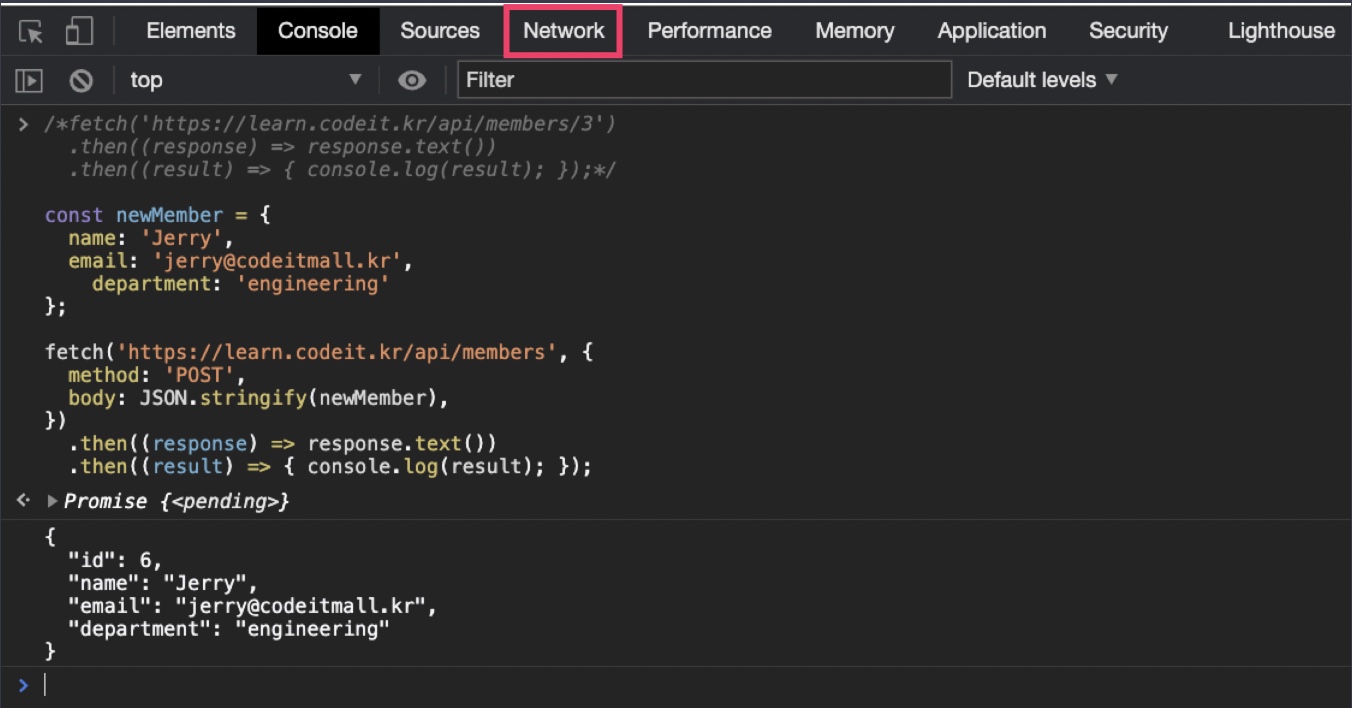 Elements Console Sources Network Performance Memory Application Security Lighthouse
top Filter Default levels
> /*fetch('https://learn.codeit.kr/api/members/3')
.then((response) => response.text())
.then((result) => { console.log(result); });*/
const newMember = {
name: 'Jerry',
email: 'jerry@codeitmall.kr',
department: 'engineering'
};
fetch('https://learn.codeit.kr/api/members', {
method: 'POST',
body: JSON.stringify(newMember),
})
.then((response) => response.text())
.then((result) => { console.log(result); });
Promise {<pending>}
{
"id": 6,
"name": "Jerry",
"email": "jerry@codeitmall.kr",
"department": "engineering"
}
>